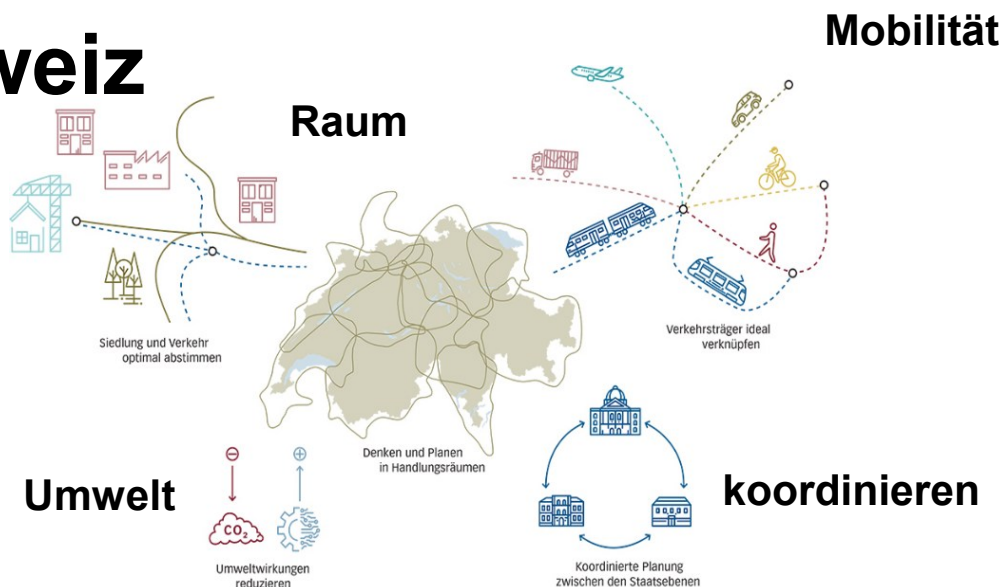 weiz
Mobilität
Raum
Siedlung und Verkehr
optimal abstimmen
Verkehrsträger ideal
verknüpfen
Denken und Planen
in Handlungsräumen
Umwelt
CO₂
Umweltwirkungen
reduzieren
koordinieren
Koordinierte Planung
zwischen den Staatsebenen